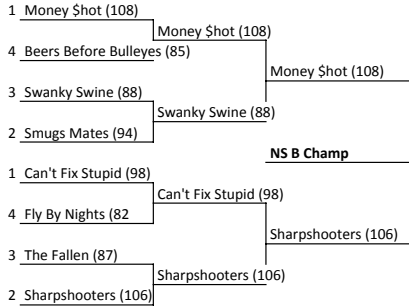 1 Money $hot (108)
Money $hot (108)
4 Beers Before Bulleyes (85)
Money $hot (108)
3 Swanky Swine (88)
Swanky Swine (88)
2 Smugs Mates (94)
NS B Champ
1 Can't Fix Stupid (98)
Can't Fix Stupid (98)
4 Fly By Nights (82
Sharpshooters (106)
3 The Fallen (87)
Sharpshooters (106)
2 Sharpshooters (106)